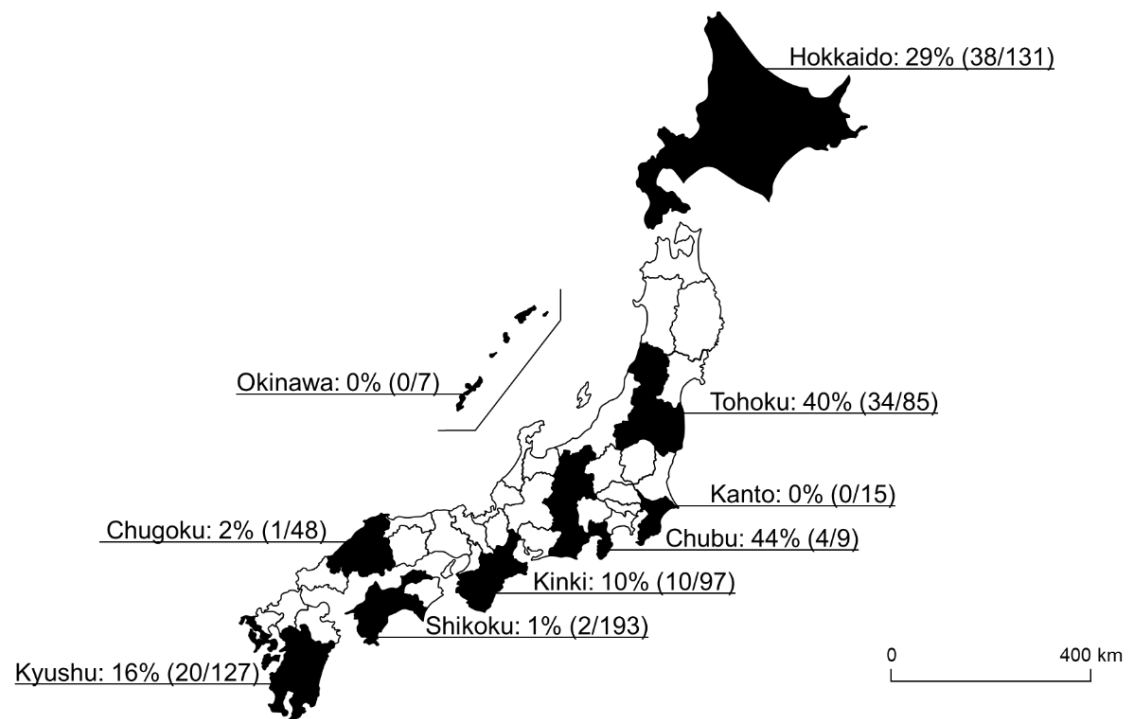 Hokkaido: 29% (38/131)
Okinawa: 0% (0/7)
Tohoku: 40% (34/85)
Kanto: 0% (0/15)
Chugoku: 2% (1/48)
Chubu: 44% (4/9)
Kinki: 10% (10/97)
Shikoku: 1% (2/193)
Kyushu: 16% (20/127)
0 400 km